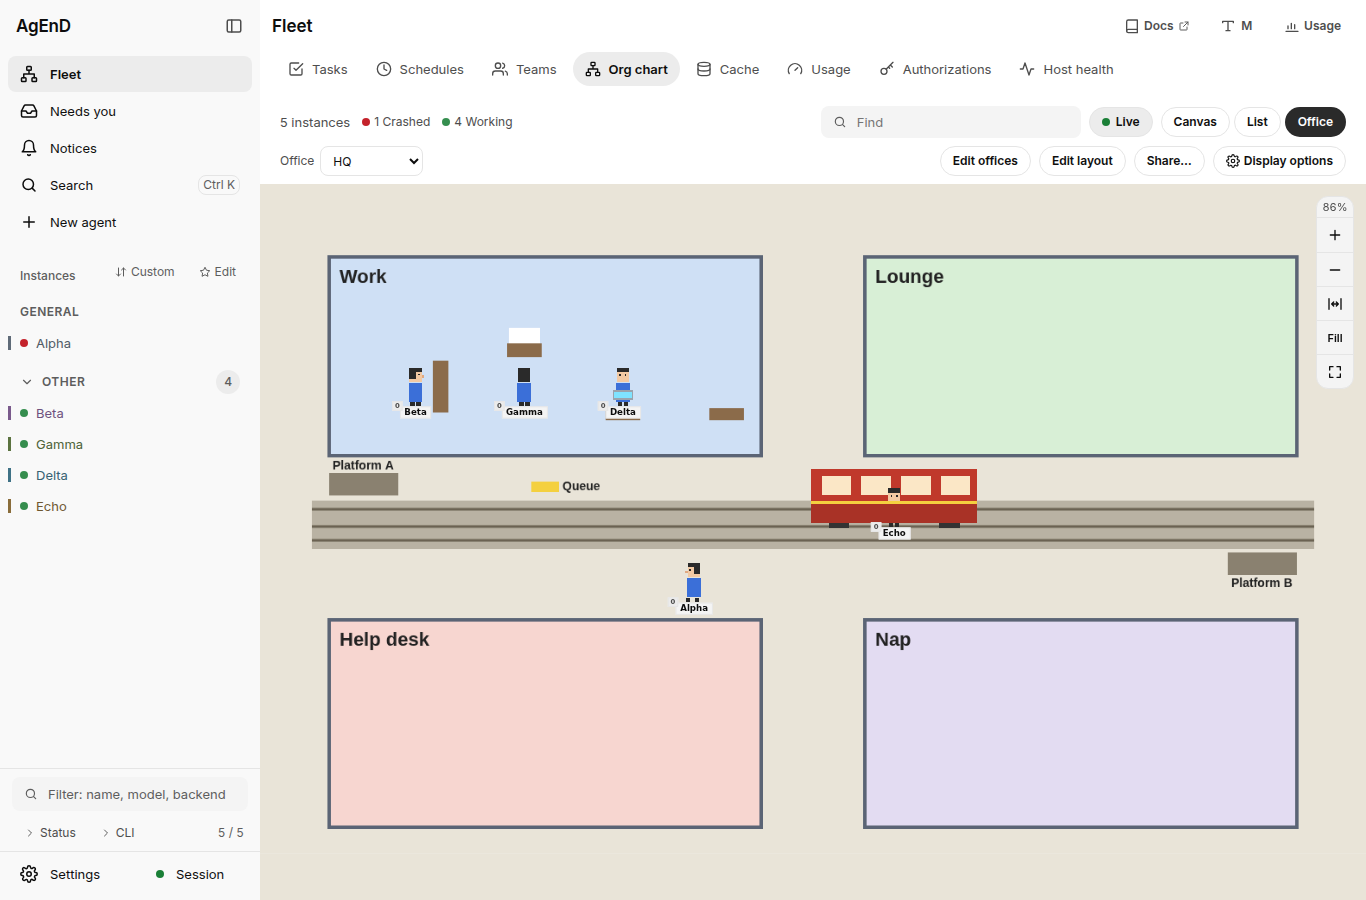 AgEnD
Fleet
Needs you
Notices
Search
Ctrl K
New agent
Instances
Custom
Edit
GENERAL
Alpha
OTHER
4
Beta
Gamma
Delta
Echo
Filter: name, model, backend
Status
CLI
5 / 5
Settings
Session
Fleet
Docs
M
Usage
Tasks
Schedules
Teams
Org chart
Cache
Usage
Authorizations
Host health
5 instances
1 Crashed
4 Working
Find
Live
Canvas
List
Office
Office
HQ
Edit offices
Edit layout
Share...
Display options
86%
Fill
Work
Lounge
0 Beta
0 Gamma
0 Delta
Platform A
Queue
0 Echo
Platform B
0 Alpha
Help desk
Nap